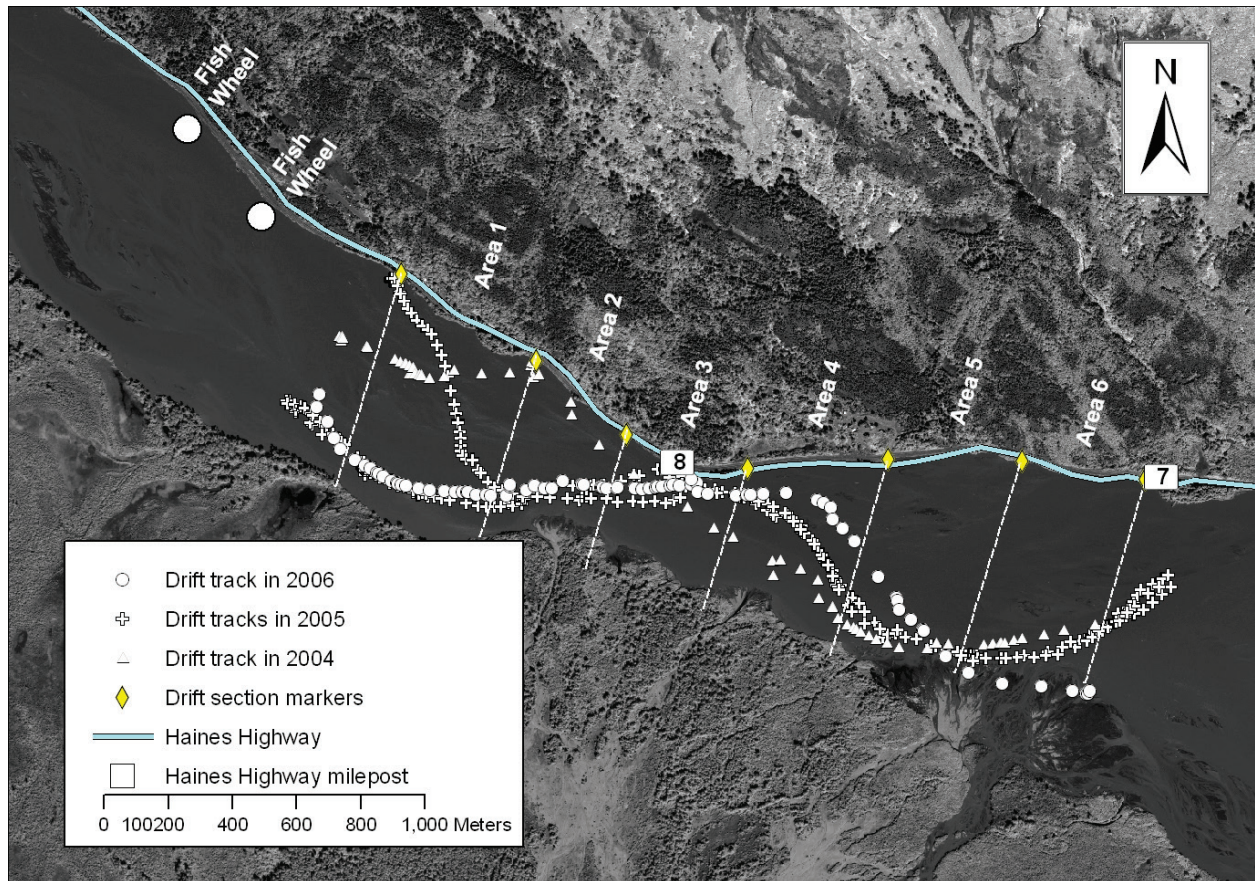 Fish
Wheel
Fish
Wheel
N
Area 1
Area 2
Area 3
Area 4
Area 5
Area 6
8
7
Drift track in 2006
Drift tracks in 2005
Drift track in 2004
Drift section markers
Haines Highway
Haines Highway milepost
0 100200 400 600 800 1,000 Meters